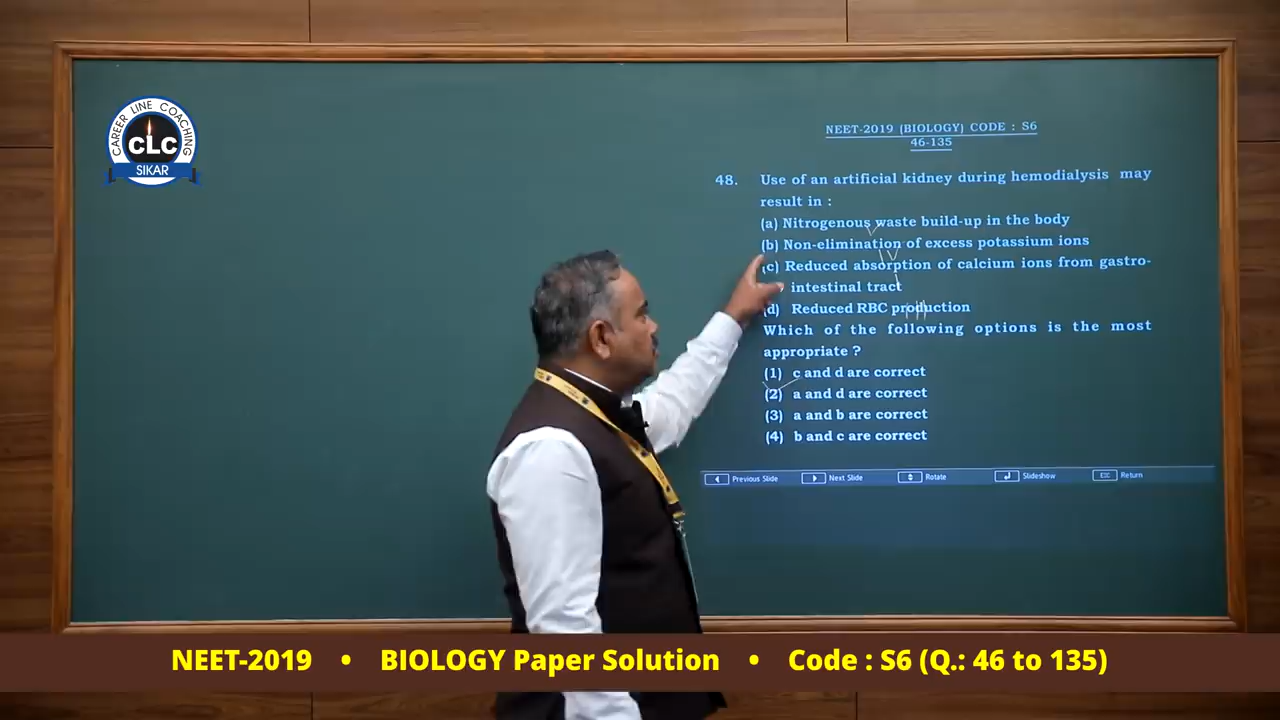 CAREER LINE COACHING
CLC
SIKAR
NEET-2019 (BIOLOGY) CODE : S6
46-135
48. Use of an artificial kidney during hemodialysis may
result in :
(a) Nitrogenous waste build-up in the body
(b) Non-elimination of excess potassium ions
(c) Reduced absorption of calcium ions from gastro-
intestinal tract
(d) Reduced RBC production
Which of the following options is the most
appropriate ?
(1) c and d are correct
(2) a and d are correct
(3) a and b are correct
(4) b and c are correct
Previous Slide Next Slide Rotate Slideshow ESC Return
NEET-2019 • BIOLOGY Paper Solution • Code : S6 (Q.: 46 to 135)